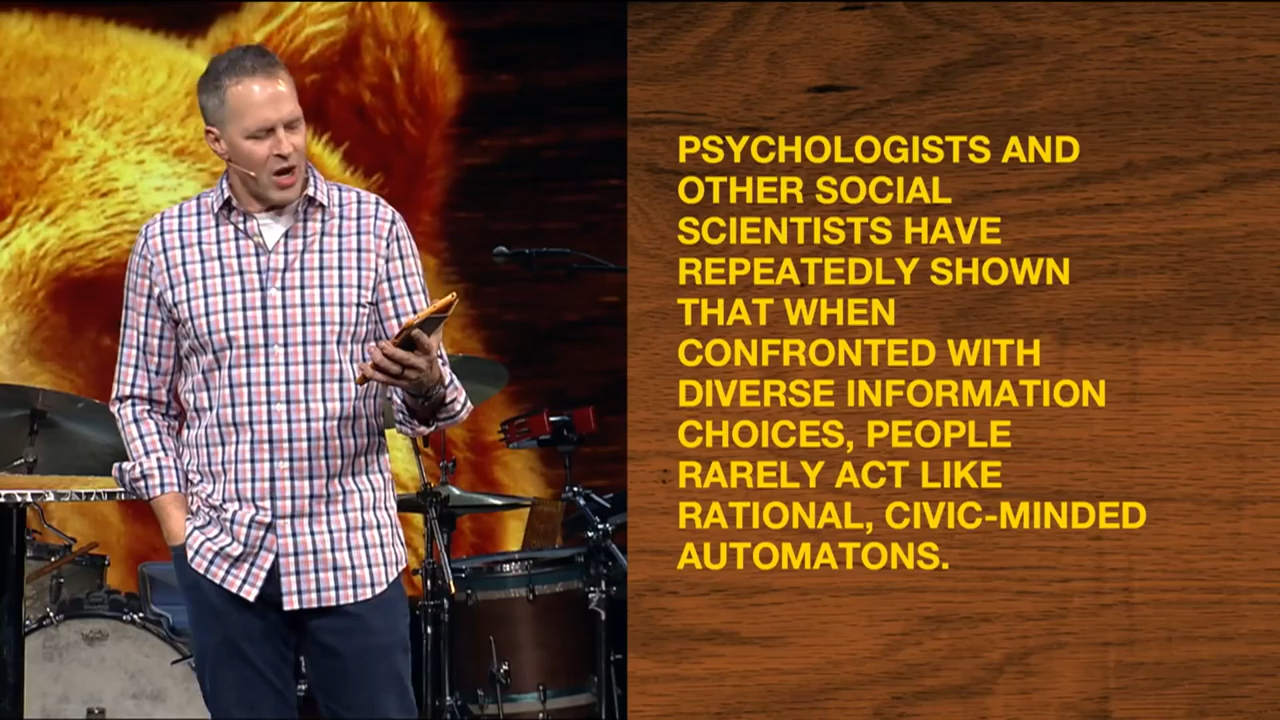 PSYCHOLOGISTS AND
OTHER SOCIAL
SCIENTISTS HAVE
REPEATEDLY SHOWN
THAT WHEN
CONFRONTED WITH
DIVERSE INFORMATION
CHOICES, PEOPLE
RARELY ACT LIKE
RATIONAL, CIVIC-MINDED
AUTOMATONS.